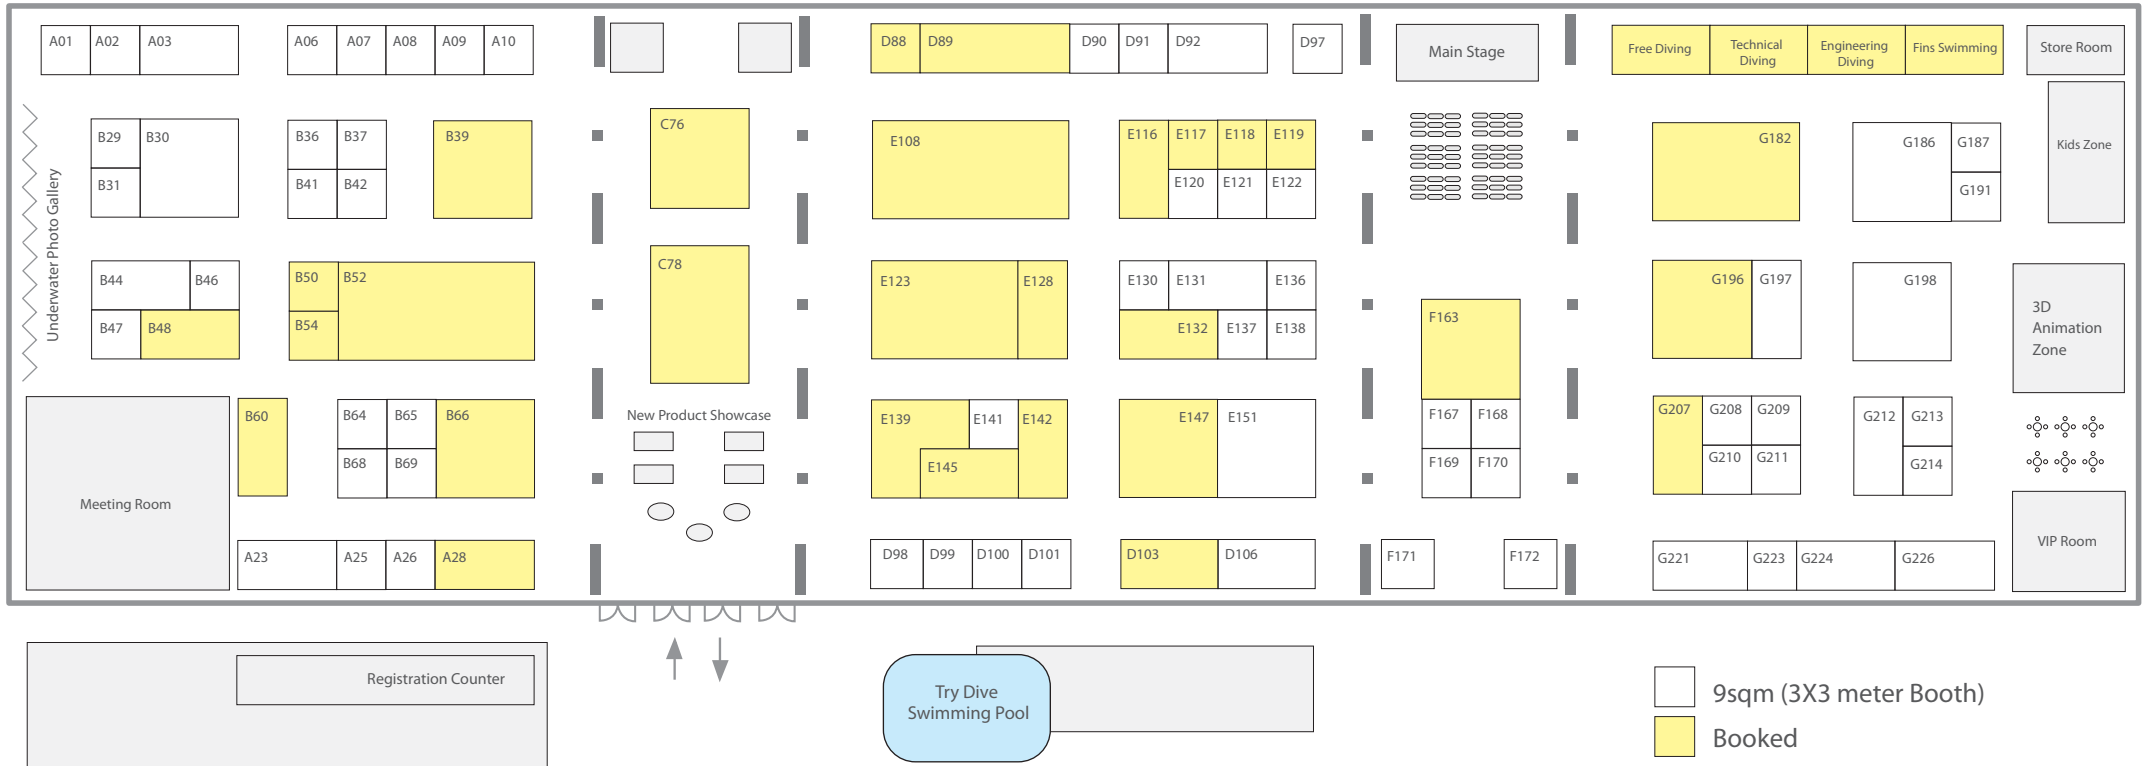 A01 A02 A03 A06 A07 A08 A09 A10 D88 D89 D90 D91 D92 D97 Main Stage Free Diving Technical Diving Engineering Diving Fins Swimming Store Room
Underwater Photo Gallery
B29 B30 B36 B37 B39 C76 E108 E116 E117 E118 E119 G182 G186 G187 Kids Zone
B31 B41 B42 E120 E121 E122 G191
B44 B46 B50 B52 C78 E123 E128 E130 E131 E136 G196 G197 G198
B47 B48 B54 E132 E137 E138 F163
3D
Animation
Zone
B60 B64 B65 B66 New Product Showcase E139 E141 E142 E147 E151 F167 F168 G207 G208 G209 G212 G213
B68 B69 E145 F169 F170 G210 G211 G214
Meeting Room
A23 A25 A26 A28 D98 D99 D100 D101 D103 D106 F171 F172 G221 G223 G224 G226 VIP Room
Registration Counter
Try Dive
Swimming Pool
9sqm (3X3 meter Booth)
Booked